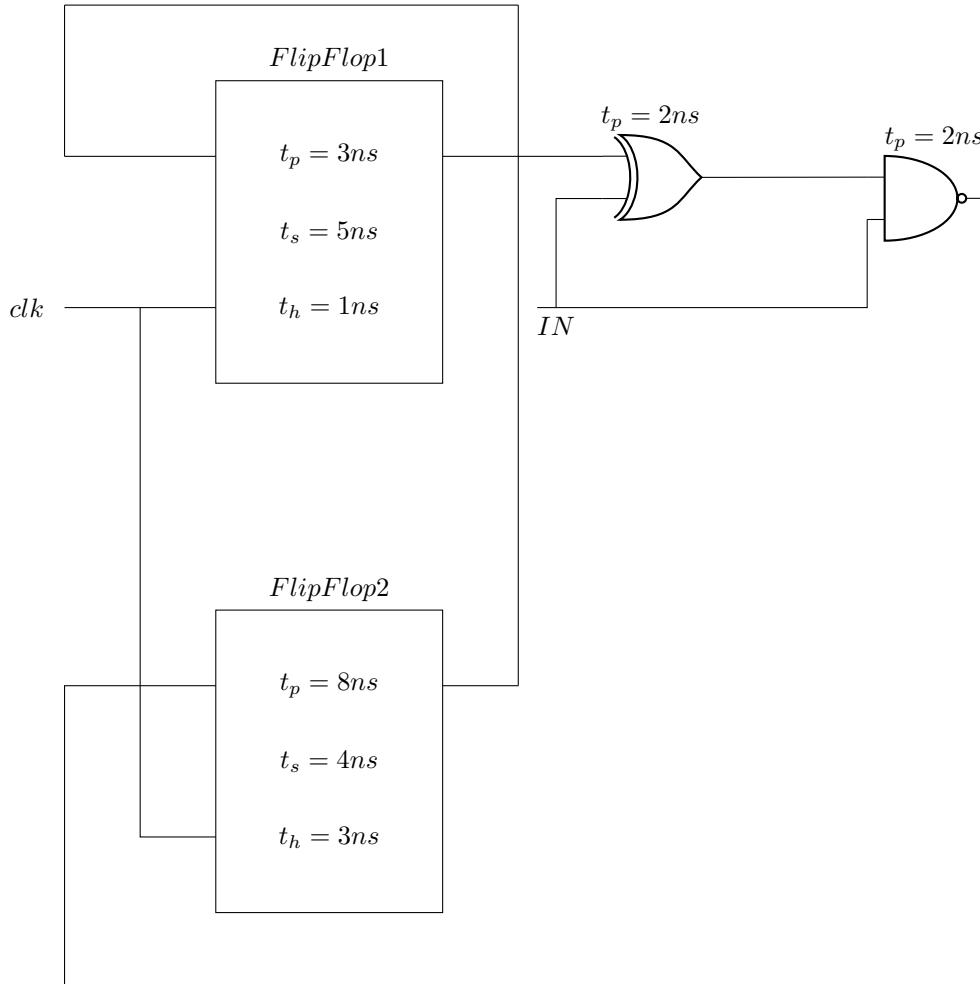 FlipFlop1
t_p = 2ns
t_p = 2ns
t_p = 3ns
t_s = 5ns
clk
t_h = 1ns
IN
FlipFlop2
t_p = 8ns
t_s = 4ns
t_h = 3ns